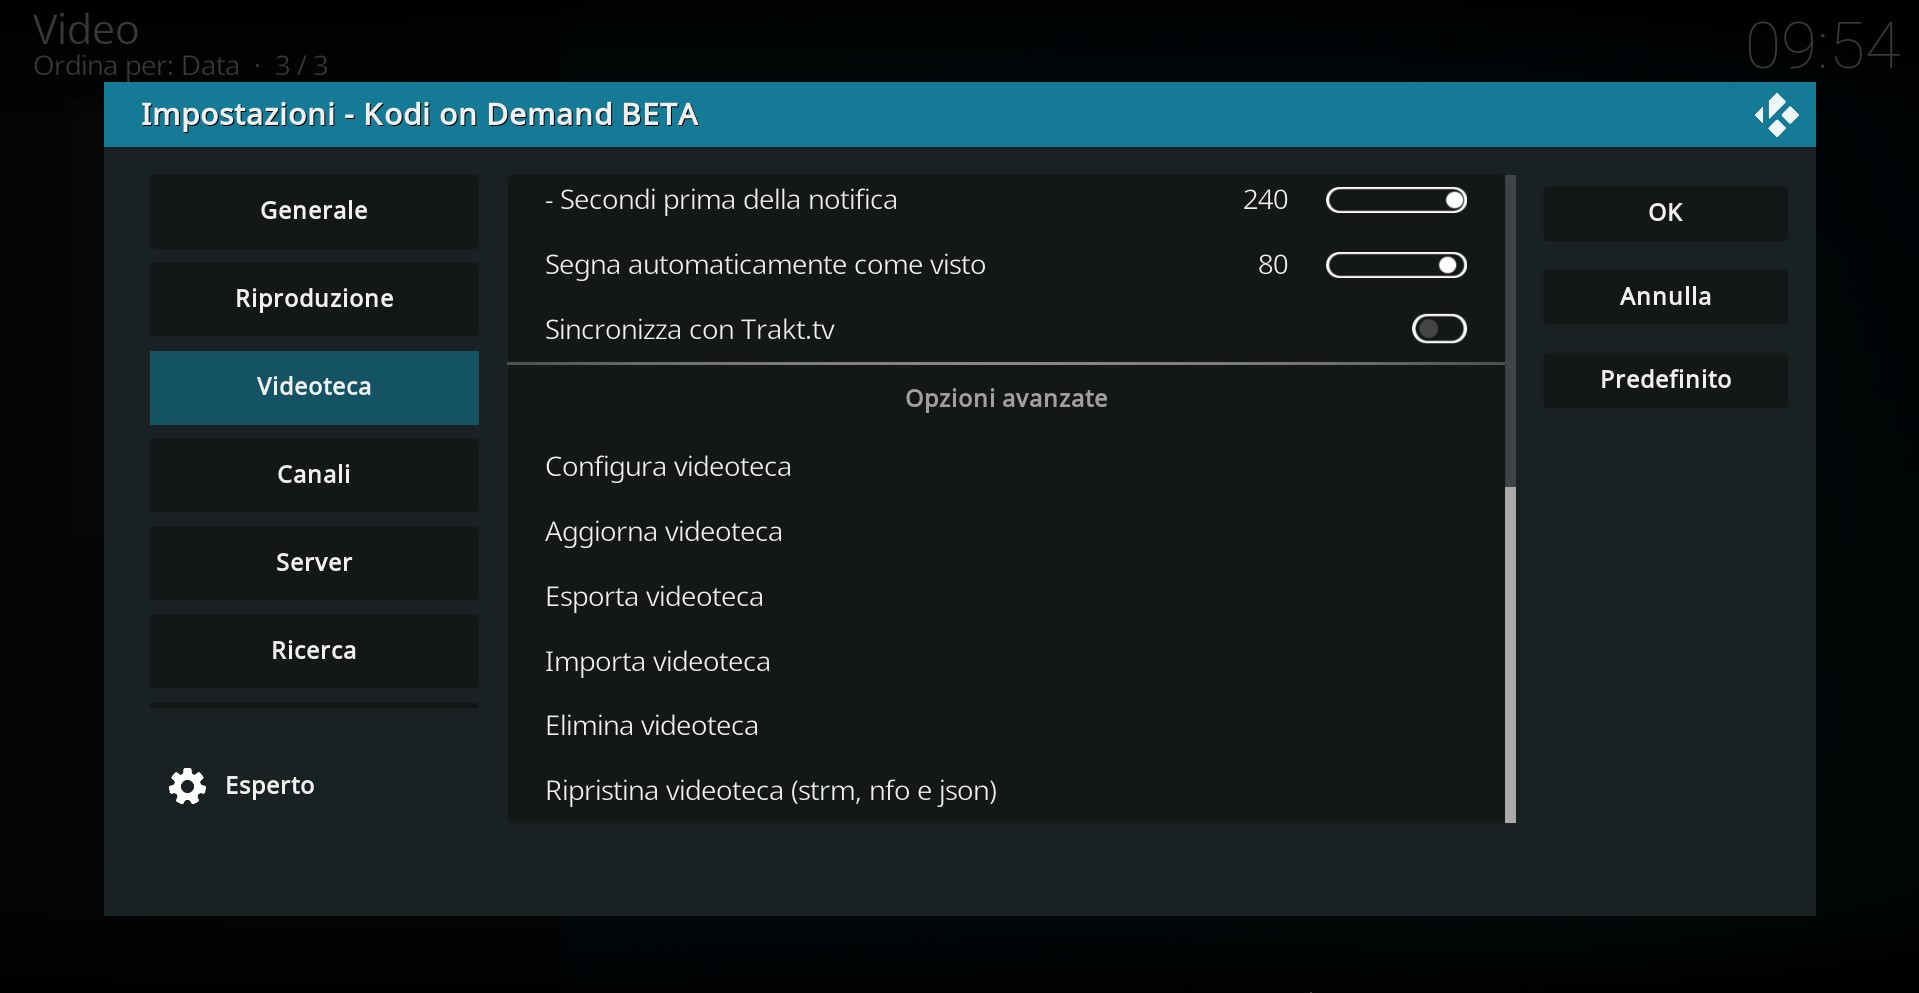 Video
Ordina per: Data · 3 / 3
09:54
Impostazioni - Kodi on Demand BETA
Generale
Riproduzione
Videoteca
Canali
Server
Ricerca
Esperto
- Secondi prima della notifica 240
Segna automaticamente come visto 80
Sincronizza con Trakt.tv
Opzioni avanzate
Configura videoteca
Aggiorna videoteca
Esporta videoteca
Importa videoteca
Elimina videoteca
Ripristina videoteca (strm, nfo e json)
OK
Annulla
Predefinito